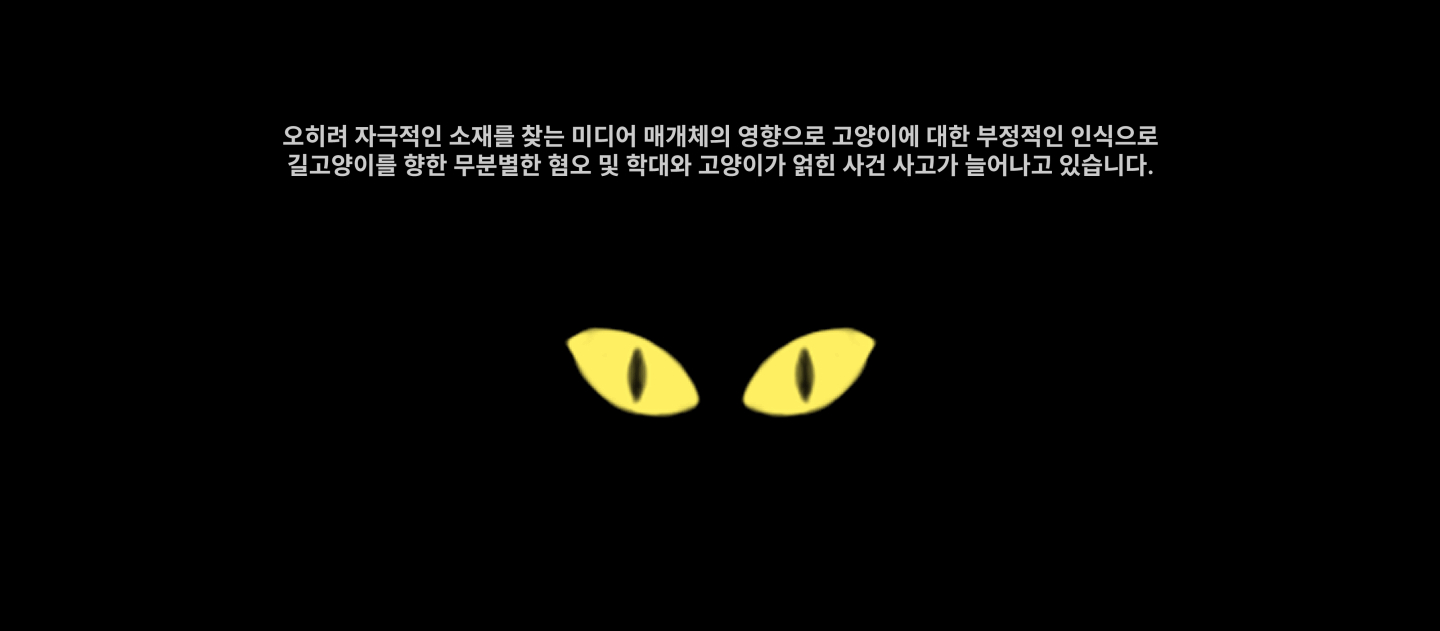 오히려 자극적인 소재를 찾는 미디어 매개체의 영향으로 고양이에 대한 부정적인 인식으로
길고양이를 향한 무분별한 혐오 및 학대와 고양이가 얽힌 사건 사고가 늘어나고 있습니다.